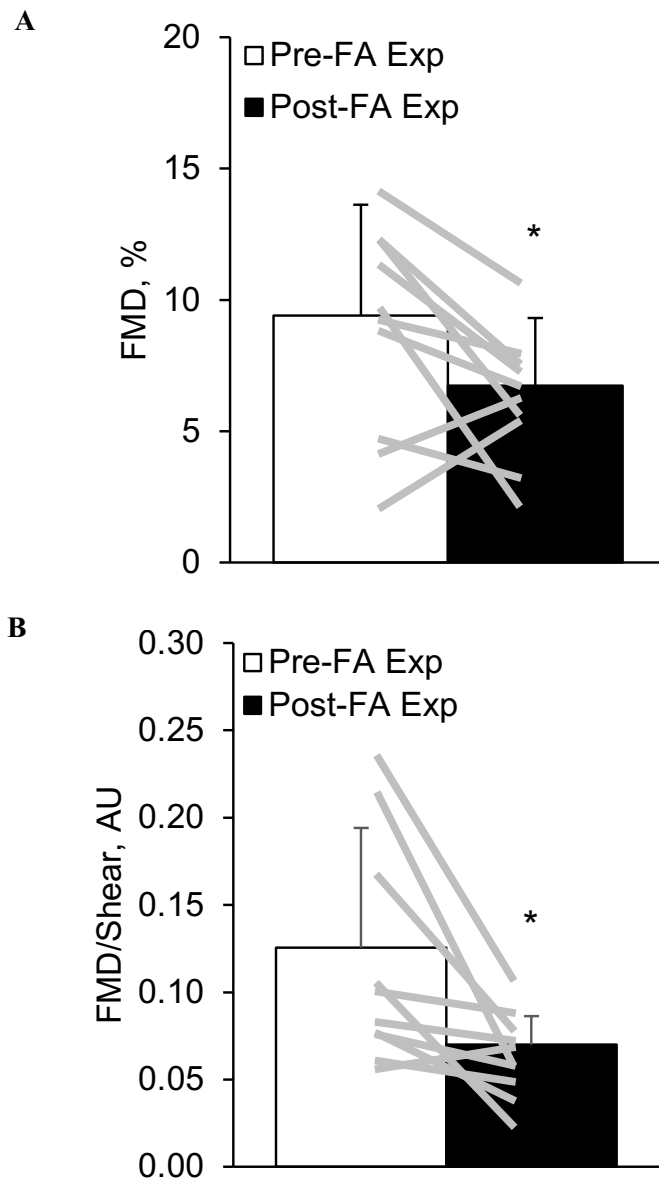 A
20
Pre-FA Exp
Post-FA Exp
15
*
10
5
0
FMD, %
B
0.30
Pre-FA Exp
Post-FA Exp
0.25
0.20
0.15
*
0.10
0.05
0.00
FMD/Shear, AU